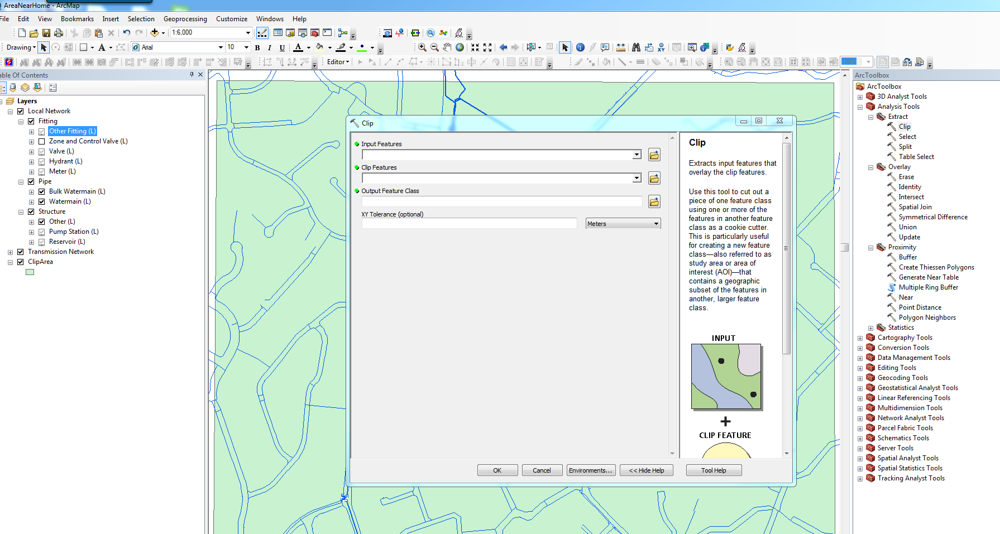 AreaNearHome - ArcMap
File Edit View Bookmarks Insert Selection Geoprocessing Customize Windows Help
1:6,000
Drawing Arial 10 B I U A
Editor 100%
Table Of Contents
Layers
Local Network
Fitting
Other Fitting (L)
Zone and Control Valve (L)
Valve (L)
Hydrant (L)
Meter (L)
Pipe
Bulk Watermain (L)
Watermain (L)
Structure
Other (L)
Pump Station (L)
Reservoir (L)
Transmission Network
ClipArea
Clip
Input Features
Clip Features
Output Feature Class
XY Tolerance (optional)
Meters
OK Cancel Environments... << Hide Help Tool Help
Clip
Extracts input features that
overlay the clip features.
Use this tool to cut out a
piece of one feature class
using one or more of the
features in another feature
class as a cookie cutter.
This is particularly useful
for creating a new feature
class—also referred to as
study area or area of
interest (AOI)—that
contains a geographic
subset of the features in
another, larger feature
class.
INPUT
+
CLIP FEATURE
ArcToolbox
ArcToolbox
3D Analyst Tools
Analysis Tools
Extract
Clip
Select
Split
Table Select
Overlay
Erase
Identity
Intersect
Spatial Join
Symmetrical Difference
Union
Update
Proximity
Buffer
Create Thiessen Polygons
Generate Near Table
Multiple Ring Buffer
Near
Point Distance
Polygon Neighbors
Statistics
Cartography Tools
Conversion Tools
Data Management Tools
Editing Tools
Geocoding Tools
Geostatistical Analyst Tools
Linear Referencing Tools
Multidimension Tools
Network Analyst Tools
Parcel Fabric Tools
Schematics Tools
Server Tools
Spatial Analyst Tools
Spatial Statistics Tools
Tracking Analyst Tools